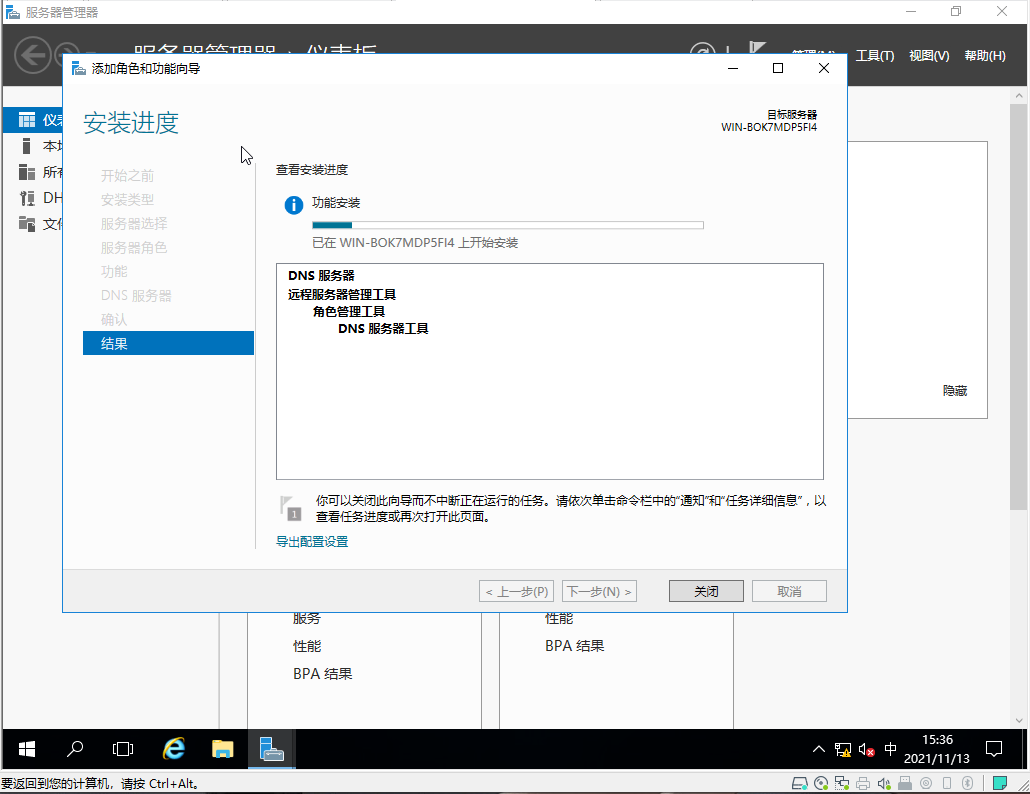 服务器管理器
服务器管理器 · 仪表板
管理(M)
工具(T)
视图(V)
帮助(H)
添加角色和功能向导
安装进度
目标服务器
WIN-BOK7MDP5FI4
仪表
本地
所有
DH
文件
开始之前
安装类型
服务器选择
服务器角色
功能
DNS 服务器
确认
结果
查看安装进度
功能安装
已在 WIN-BOK7MDP5FI4 上开始安装
DNS 服务器
远程服务器管理工具
角色管理工具
DNS 服务器工具
隐藏
1
你可以关闭此向导而不中断正在运行的任务。请依次单击命令栏中的“通知”和“任务详细信息”，以
查看任务进度或再次打开此页面。
导出配置设置
< 上一步(P)
下一步(N) >
关闭
取消
服务
性能
BPA 结果
性能
BPA 结果
中
15:36
2021/11/13
要返回到您的计算机，请按 Ctrl+Alt。